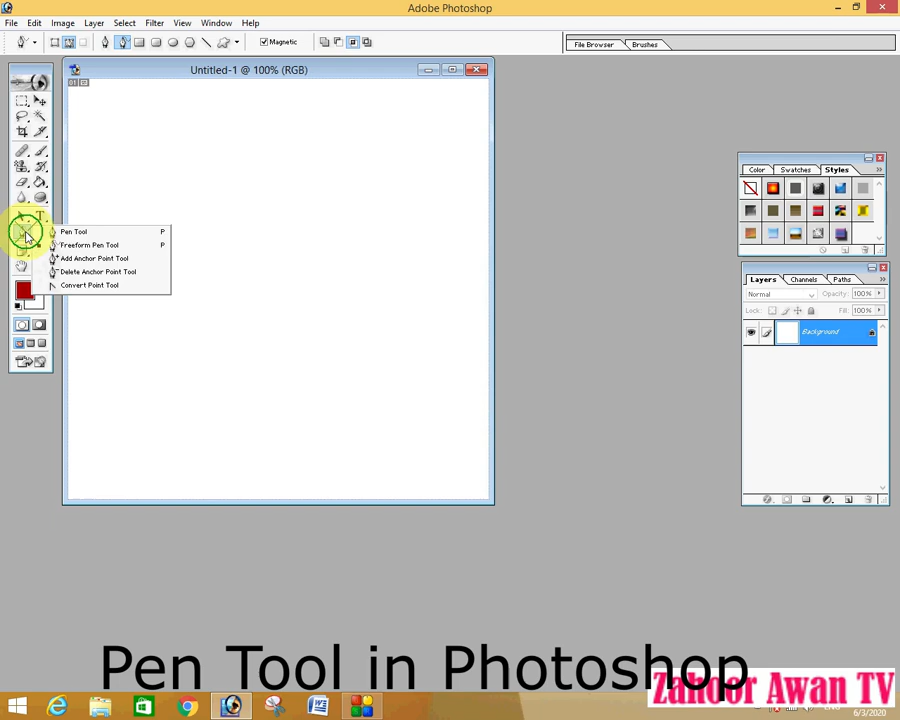 Adobe Photoshop
File Edit Image Layer Select Filter View Window Help
Magnetic
File Browser Brushes
Untitled-1 @ 100% (RGB)
Color Swatches Styles
T
Pen Tool P
Freeform Pen Tool P
Add Anchor Point Tool
Delete Anchor Point Tool
Convert Point Tool
Layers Channels Paths
Normal Opacity: 100%
Lock: Fill: 100%
Background
Pen Tool in Photoshop
Zahoor Awan TV
6/3/2020